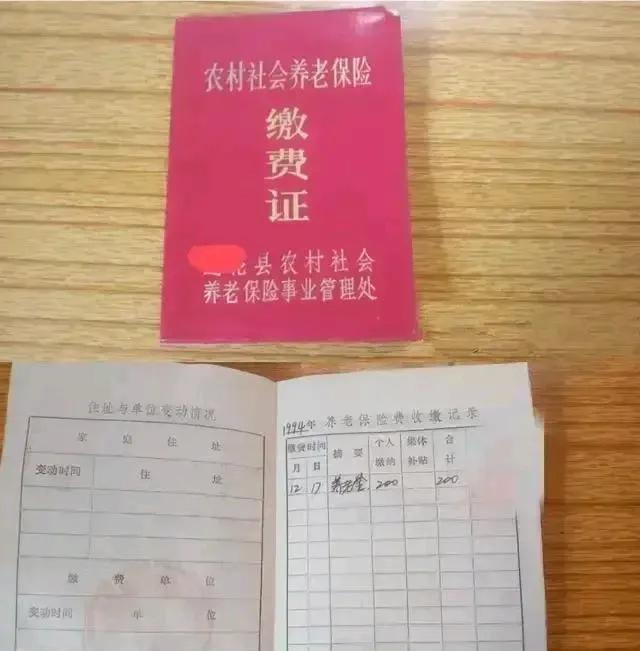 农村社会养老保险
缴
费
证
花县农村社会
养老保险事业管理处
住址与单位变动情况
家庭住址
变动时间 住址
缴费单位
变动时间 单位
1994年 养老保险费收缴记录
缴费时间 摘要 个人缴纳 集体补贴 合计
月 日
12 17 养老金 200 200